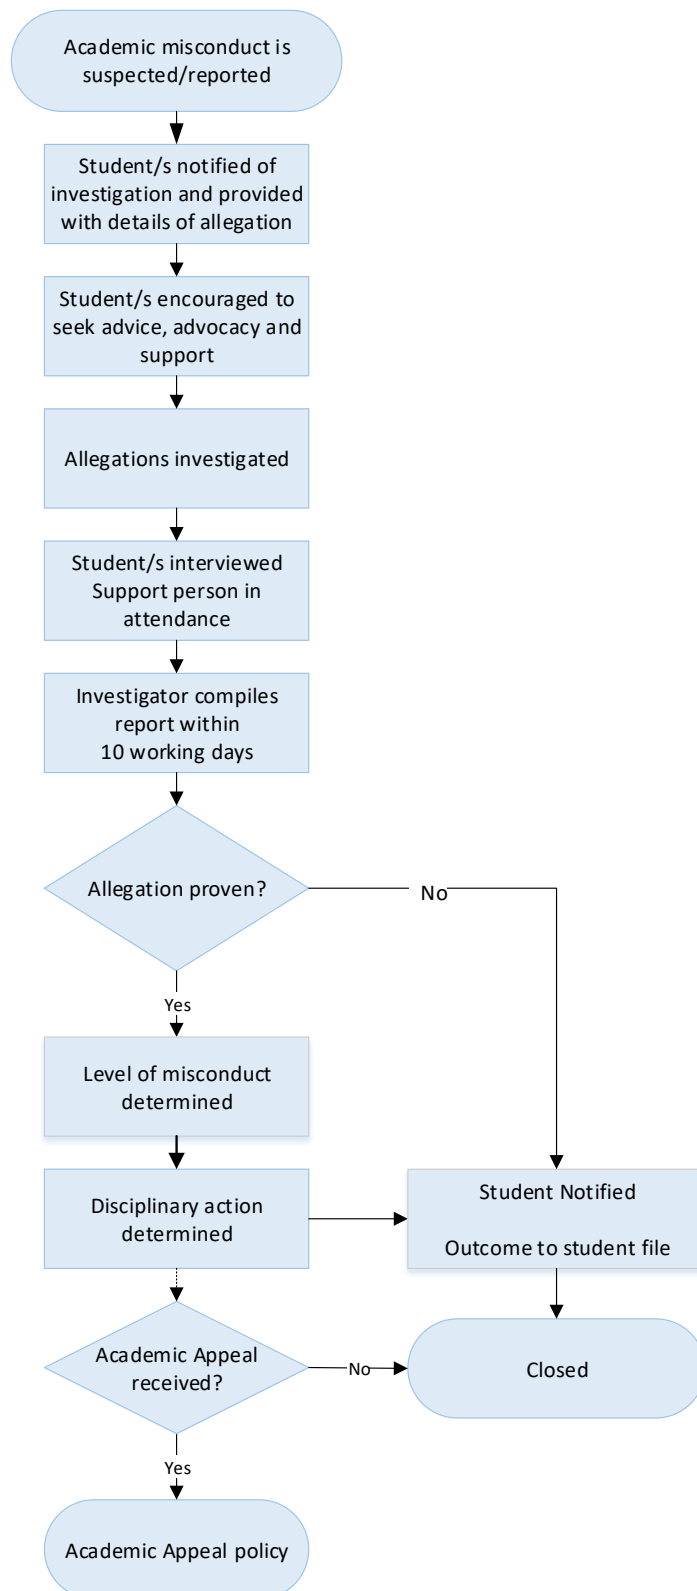 Academic misconduct is
suspected/reported
Student/s notified of
investigation and provided
with details of allegation
Student/s encouraged to
seek advice, advocacy and
support
Allegations investigated
Student/s interviewed
Support person in
attendance
Investigator compiles
report within
10 working days
Allegation proven?
No
Yes
Level of misconduct
determined
Disciplinary action
determined
Student Notified
Outcome to student file
Academic Appeal
received?
No
Closed
Yes
Academic Appeal policy